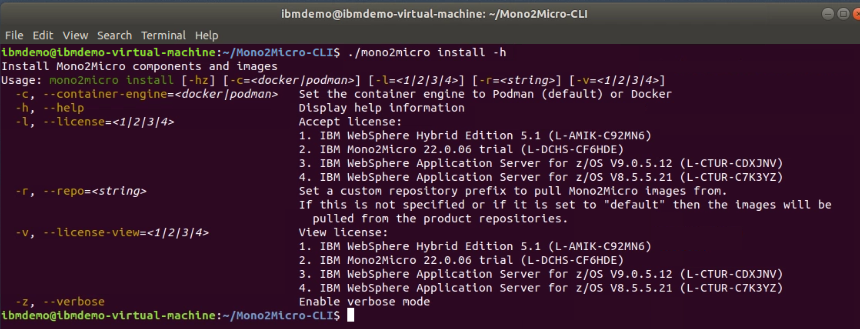 ibmdemo@ibmdemo-virtual-machine: ~/Mono2Micro-CLI
File Edit View Search Terminal Help
ibmdemo@ibmdemo-virtual-machine:~/Mono2Micro-CLI$ ./mono2micro install -h
Install Mono2Micro components and images
Usage: mono2micro install [-hz] [-c=<docker|podman>] [-l=<1|2|3|4>] [-r=<string>] [-v=<1|2|3|4>]
-c, --container-engine=<docker|podman> Set the container engine to Podman (default) or Docker
-h, --help Display help information
-l, --license=<1|2|3|4> Accept license:
1. IBM WebSphere Hybrid Edition 5.1 (L-AMIK-C92MN6)
2. IBM Mono2Micro 22.0.06 trial (L-DCHS-CF6HDE)
3. IBM WebSphere Application Server for z/OS V9.0.5.12 (L-CTUR-CDXJNV)
4. IBM WebSphere Application Server for z/OS V8.5.5.21 (L-CTUR-C7K3YZ)
-r, --repo=<string> Set a custom repository prefix to pull Mono2Micro images from.
If this is not specified or if it is set to "default" then the images will be
pulled from the product repositories.
-v, --license-view=<1|2|3|4> View license:
1. IBM WebSphere Hybrid Edition 5.1 (L-AMIK-C92MN6)
2. IBM Mono2Micro 22.0.06 trial (L-DCHS-CF6HDE)
3. IBM WebSphere Application Server for z/OS V9.0.5.12 (L-CTUR-CDXJNV)
4. IBM WebSphere Application Server for z/OS V8.5.5.21 (L-CTUR-C7K3YZ)
-z, --verbose Enable verbose mode
ibmdemo@ibmdemo-virtual-machine:~/Mono2Micro-CLI$